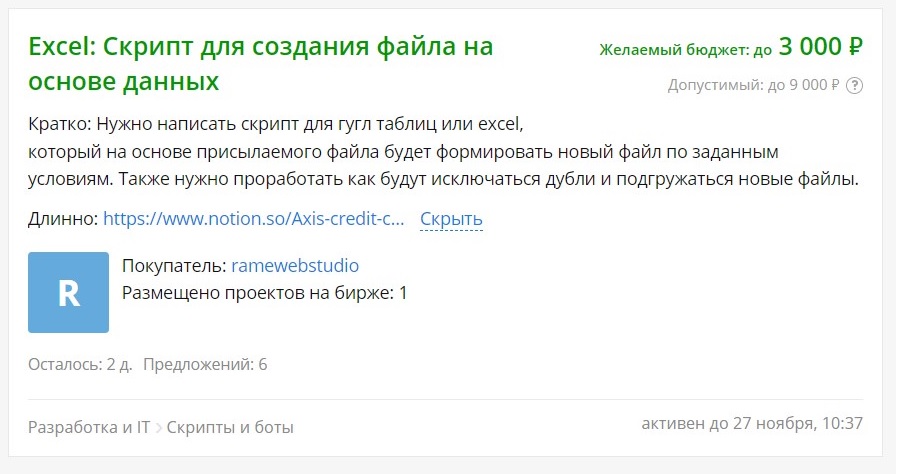 Excel: Скрипт для создания файла на
основе данных
Желаемый бюджет: до 3 000 ₽
Допустимый: до 9 000 ₽ ?
Кратко: Нужно написать скрипт для гугл таблиц или excel,
который на основе присылаемого файла будет формировать новый файл по заданным
условиям. Также нужно проработать как будут исключаться дубли и подгружаться новые файлы.
Длинно: https://www.notion.so/Axis-credit-c... Скрыть
R
Покупатель: ramewebstudio
Размещено проектов на бирже: 1
Осталось: 2 д. Предложений: 6
Разработка и IT > Скрипты и боты
активен до 27 ноября, 10:37